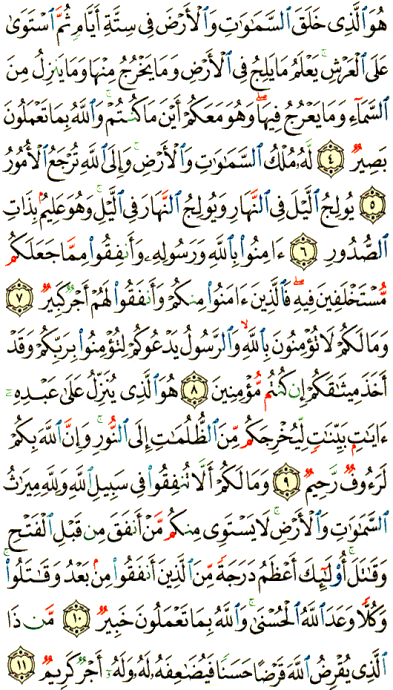 هُوَ الَّذِى خَلَقَ السَّمَٰوَٰتِ وَالْأَرْضَ فِى سِتَّةِ أَيَّامٍ ثُمَّ اسْتَوَىٰ
عَلَى الْعَرْشِ ۚ يَعْلَمُ مَا يَلِجُ فِى الْأَرْضِ وَمَا يَخْرُجُ مِنْهَا وَمَا يَنزِلُ مِنَ
السَّمَآءِ وَمَا يَعْرُجُ فِيهَا ۖ وَهُوَ مَعَكُمْ أَيْنَ مَا كُنتُمْ ۚ وَاللَّهُ بِمَا تَعْمَلُونَ
بَصِيرٌ ٤ لَّهُۥ مُلْكُ السَّمَٰوَٰتِ وَالْأَرْضِ ۚ وَإِلَى اللَّهِ تُرْجَعُ الْأُمُورُ
٥ يُولِجُ الَّيْلَ فِى النَّهَارِ وَيُولِجُ النَّهَارَ فِى الَّيْلِ ۚ وَهُوَ عَلِيمٌۢ بِذَاتِ
الصُّدُورِ ٦ ءَامِنُوا۟ بِاللَّهِ وَرَسُولِهِۦ وَأَنفِقُوا۟ مِمَّا جَعَلَكُم
مُّسْتَخْلَفِينَ فِيهِ ۖ فَالَّذِينَ ءَامَنُوا۟ مِنكُمْ وَأَنفَقُوا۟ لَهُمْ أَجْرٌ كَبِيرٌ ٧
وَمَا لَكُمْ لَا تُؤْمِنُونَ بِاللَّهِ ۙ وَالرَّسُولُ يَدْعُوكُمْ لِتُؤْمِنُوا۟ بِرَبِّكُمْ وَقَدْ
أَخَذَ مِيثَٰقَكُمْ إِن كُنتُم مُّؤْمِنِينَ ٨ هُوَ الَّذِى يُنَزِّلُ عَلَىٰ عَبْدِهِۦٓ
ءَايَٰتٍۭ بَيِّنَٰتٍ لِّيُخْرِجَكُم مِّنَ الظُّلُمَٰتِ إِلَى النُّورِ ۚ وَإِنَّ اللَّهَ بِكُمْ
لَرَءُوفٌ رَّحِيمٌ ٩ وَمَا لَكُمْ أَلَّا تُنفِقُوا۟ فِى سَبِيلِ اللَّهِ وَلِلَّهِ مِيرَٰثُ
السَّمَٰوَٰتِ وَالْأَرْضِ ۚ لَا يَسْتَوِى مِنكُم مَّنْ أَنفَقَ مِن قَبْلِ الْفَتْحِ
وَقَٰتَلَ ۚ أُو۟لَٰٓئِكَ أَعْظَمُ دَرَجَةً مِّنَ الَّذِينَ أَنفَقُوا۟ مِنۢ بَعْدُ وَقَٰتَلُوا۟ ۚ
وَكُلًّا وَعَدَ اللَّهُ الْحُسْنَىٰ ۚ وَاللَّهُ بِمَا تَعْمَلُونَ خَبِيرٌ ١٠ مَّن ذَا
الَّذِى يُقْرِضُ اللَّهَ قَرْضًا حَسَنًا فَيُضَٰعِفَهُۥ لَهُۥ وَلَهُۥٓ أَجْرٌ كَرِيمٌ ١١